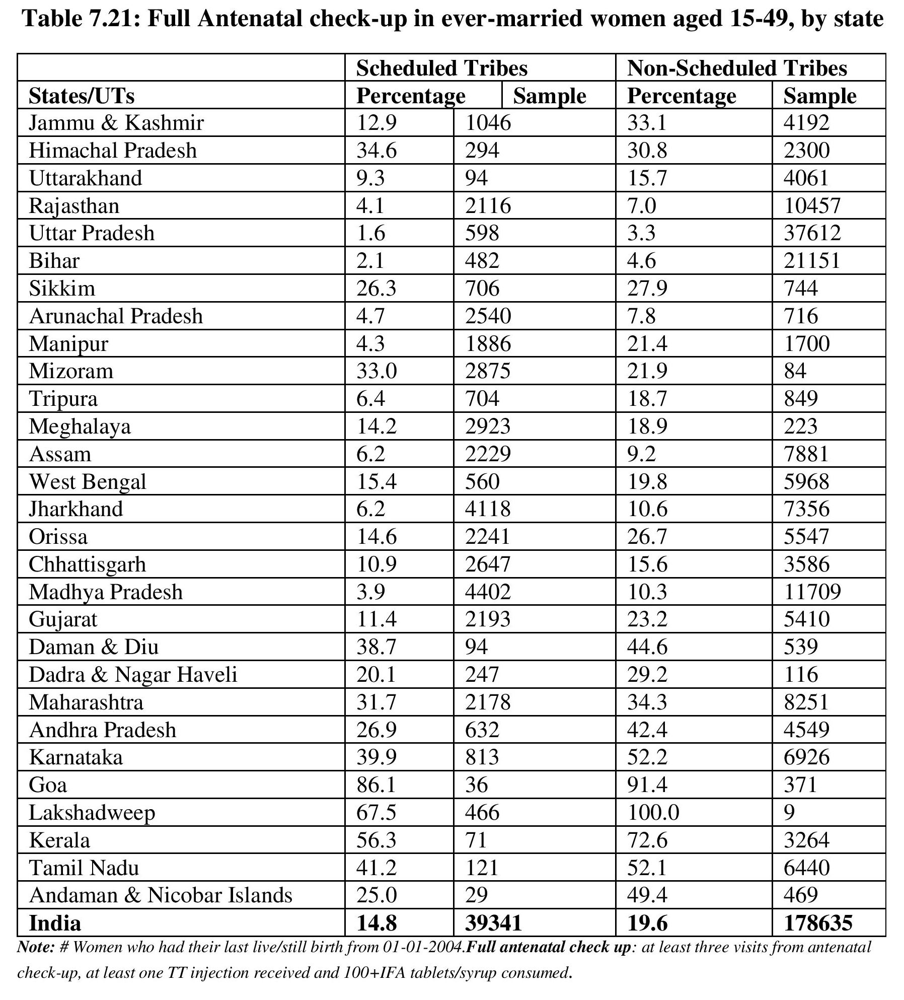 Table 7.21: Full Antenatal check-up in ever-married women aged 15-49, by state
Scheduled Tribes Non-Scheduled Tribes
States/UTs Percentage Sample Percentage Sample
Jammu & Kashmir 12.9 1046 33.1 4192
Himachal Pradesh 34.6 294 30.8 2300
Uttarakhand 9.3 94 15.7 4061
Rajasthan 4.1 2116 7.0 10457
Uttar Pradesh 1.6 598 3.3 37612
Bihar 2.1 482 4.6 21151
Sikkim 26.3 706 27.9 744
Arunachal Pradesh 4.7 2540 7.8 716
Manipur 4.3 1886 21.4 1700
Mizoram 33.0 2875 21.9 84
Tripura 6.4 704 18.7 849
Meghalaya 14.2 2923 18.9 223
Assam 6.2 2229 9.2 7881
West Bengal 15.4 560 19.8 5968
Jharkhand 6.2 4118 10.6 7356
Orissa 14.6 2241 26.7 5547
Chhattisgarh 10.9 2647 15.6 3586
Madhya Pradesh 3.9 4402 10.3 11709
Gujarat 11.4 2193 23.2 5410
Daman & Diu 38.7 94 44.6 539
Dadra & Nagar Haveli 20.1 247 29.2 116
Maharashtra 31.7 2178 34.3 8251
Andhra Pradesh 26.9 632 42.4 4549
Karnataka 39.9 813 52.2 6926
Goa 86.1 36 91.4 371
Lakshadweep 67.5 466 100.0 9
Kerala 56.3 71 72.6 3264
Tamil Nadu 41.2 121 52.1 6440
Andaman & Nicobar Islands 25.0 29 49.4 469
India 14.8 39341 19.6 178635
Note: # Women who had their last live/still birth from 01-01-2004.Full antenatal check up: at least three visits from antenatal
check-up, at least one TT injection received and 100+IFA tablets/syrup consumed.